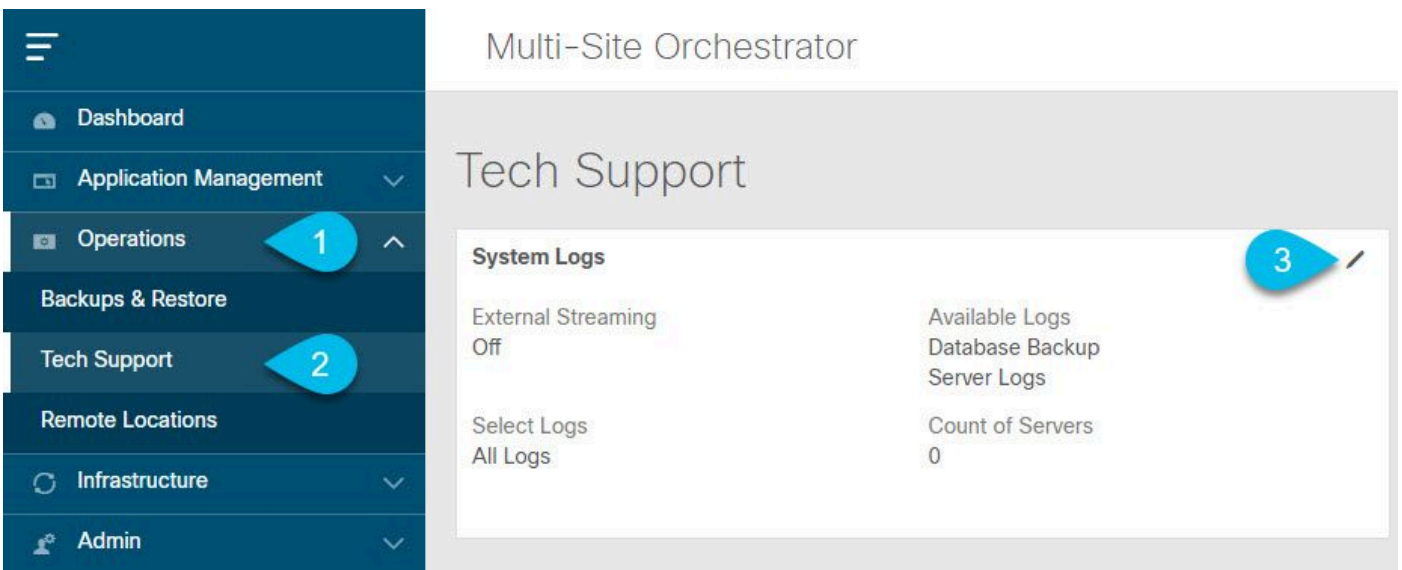 Multi-Site Orchestrator
Dashboard
Application Management
Operations
1
Backups & Restore
Tech Support
2
Remote Locations
Infrastructure
Admin
Tech Support
System Logs
3
External Streaming
Off
Available Logs
Database Backup
Server Logs
Select Logs
All Logs
Count of Servers
0